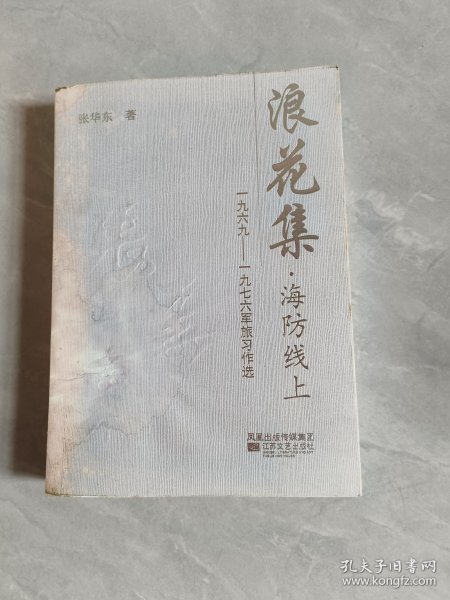 张华东 著
浪花集·海防线上
一九六九——一九七六军旅习作选
凤凰出版传媒集团
江苏文艺出版社
孔夫子旧书网
www.kongfz.com